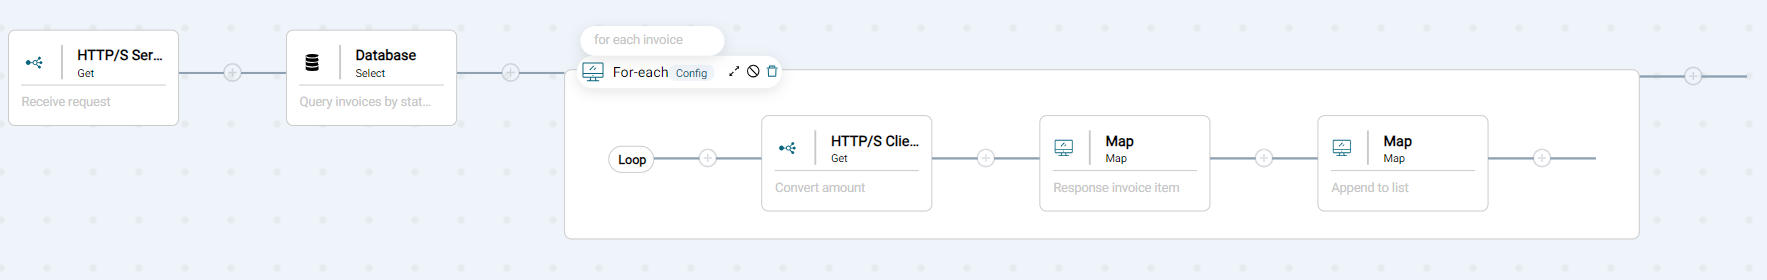 HTTP/S Ser...
Get
Receive request
Database
Select
Query invoices by stat...
for each invoice
For-each Config
Loop
HTTP/S Clie...
Get
Convert amount
Map
Map
Response invoice item
Map
Map
Append to list